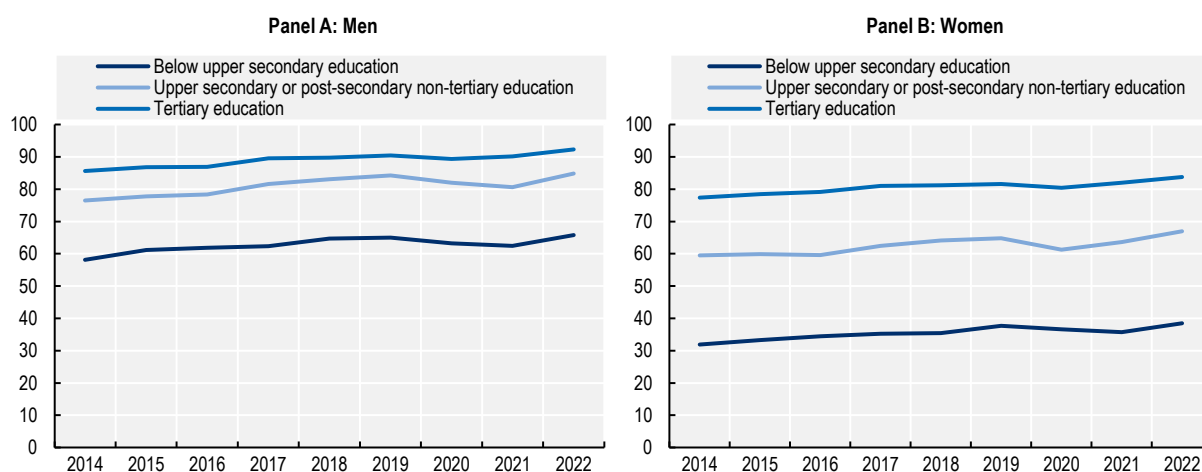 Panel A: Men
Below upper secondary education
Upper secondary or post-secondary non-tertiary education
Tertiary education
100
90
80
70
60
50
40
30
20
10
0
2014 2015 2016 2017 2018 2019 2020 2021 2022
Panel B: Women
Below upper secondary education
Upper secondary or post-secondary non-tertiary education
Tertiary education
100
90
80
70
60
50
40
30
20
10
0
2014 2015 2016 2017 2018 2019 2020 2021 2022